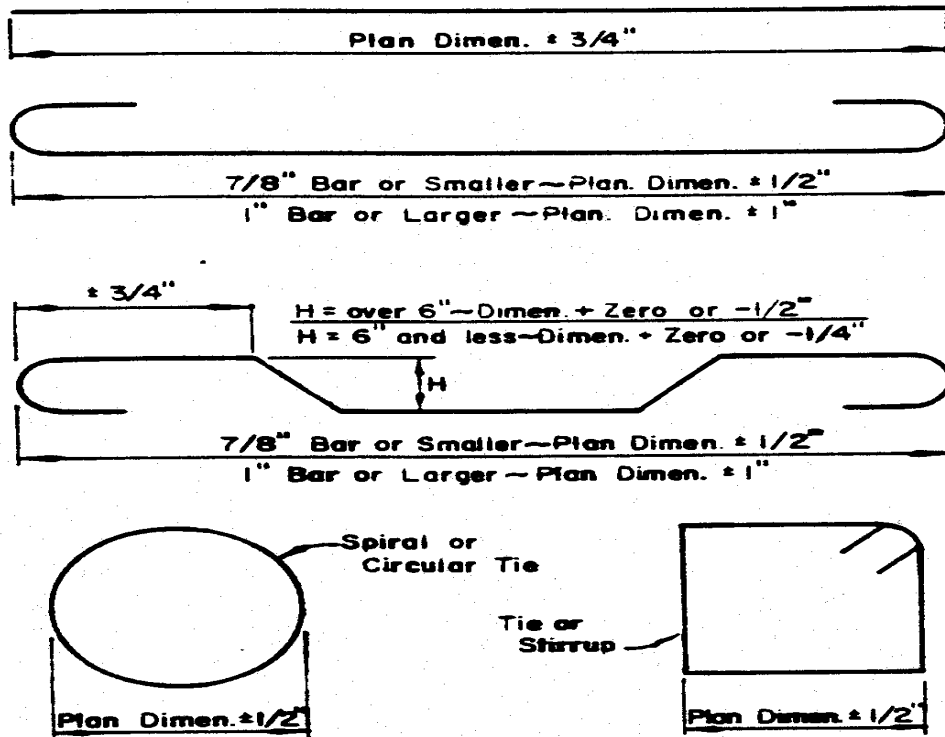 Plan Dimen. ± 3/4"
7/8" Bar or Smaller~Plan. Dimen. ± 1/2"
1" Bar or Larger ~Plan. Dimen. ± 1"
± 3/4"
H = over 6"~Dimen. + Zero or -1/2"
H = 6" and less~Dimen. + Zero or -1/4"
H
7/8" Bar or Smaller~Plan Dimen. ± 1/2"
1" Bar or Larger ~ Plan Dimen. ± 1"
Spiral or
Circular Tie
Tie or
Stirrup
Plan Dimen. ±1/2"
Plan Dimen. ± 1/2"